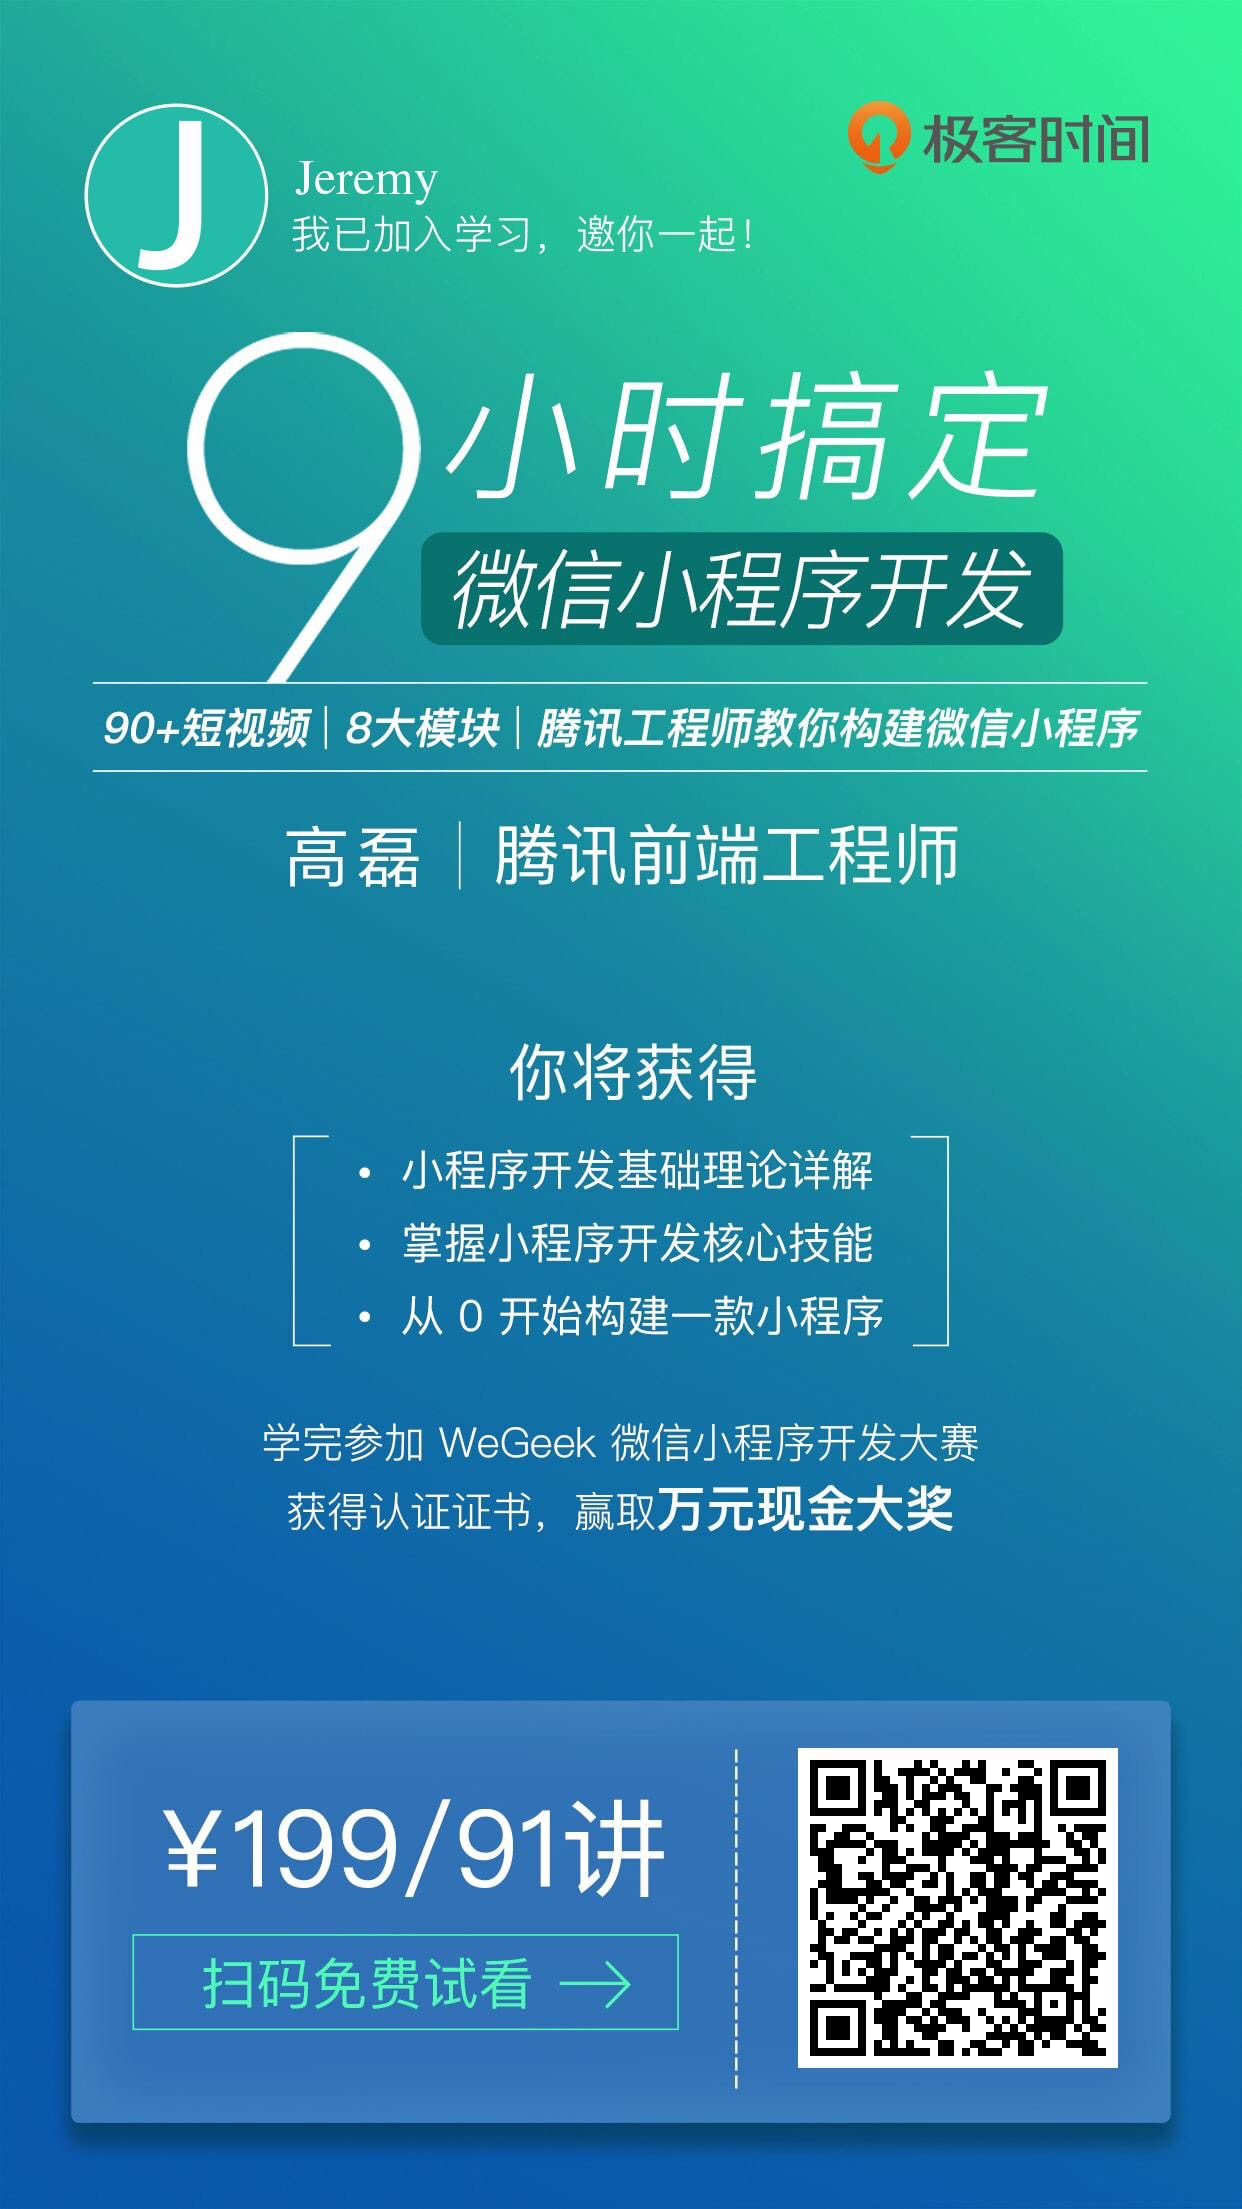 J
Jeremy
极客时间
我已加入学习，邀你一起！
9小时搞定
微信小程序开发
90+短视频 | 8大模块 | 腾讯工程师教你构建微信小程序
高磊 | 腾讯前端工程师
你将获得
• 小程序开发基础理论详解
• 掌握小程序开发核心技能
• 从 0 开始构建一款小程序
学完参加 WeGeek 微信小程序开发大赛
获得认证证书，赢取万元现金大奖
¥199/91讲
扫码免费试看 →